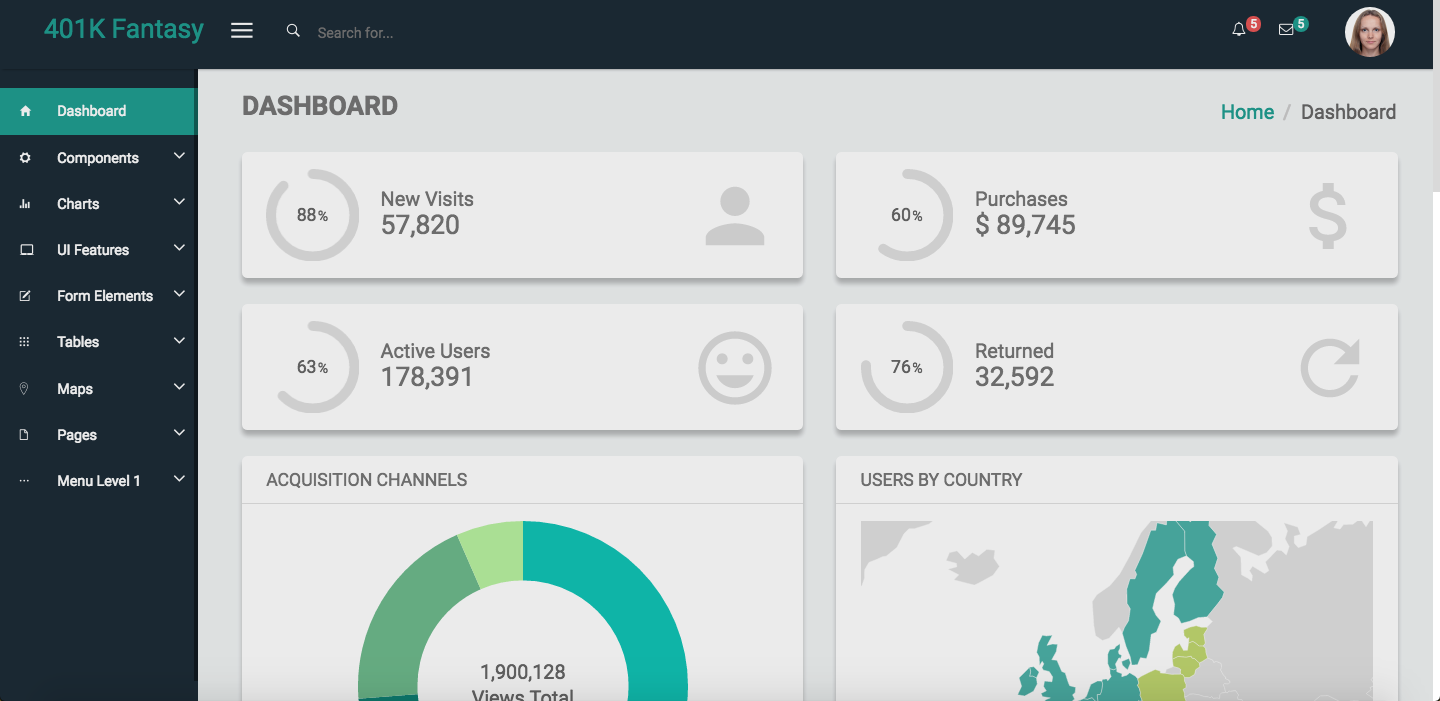 401K Fantasy
Search for...
5
5
Dashboard
Components
Charts
UI Features
Form Elements
Tables
Maps
Pages
Menu Level 1
DASHBOARD
Home / Dashboard
88%
New Visits
57,820
60%
Purchases
$ 89,745
$
63%
Active Users
178,391
76%
Returned
32,592
ACQUISITION CHANNELS
1,900,128
Views Total
USERS BY COUNTRY